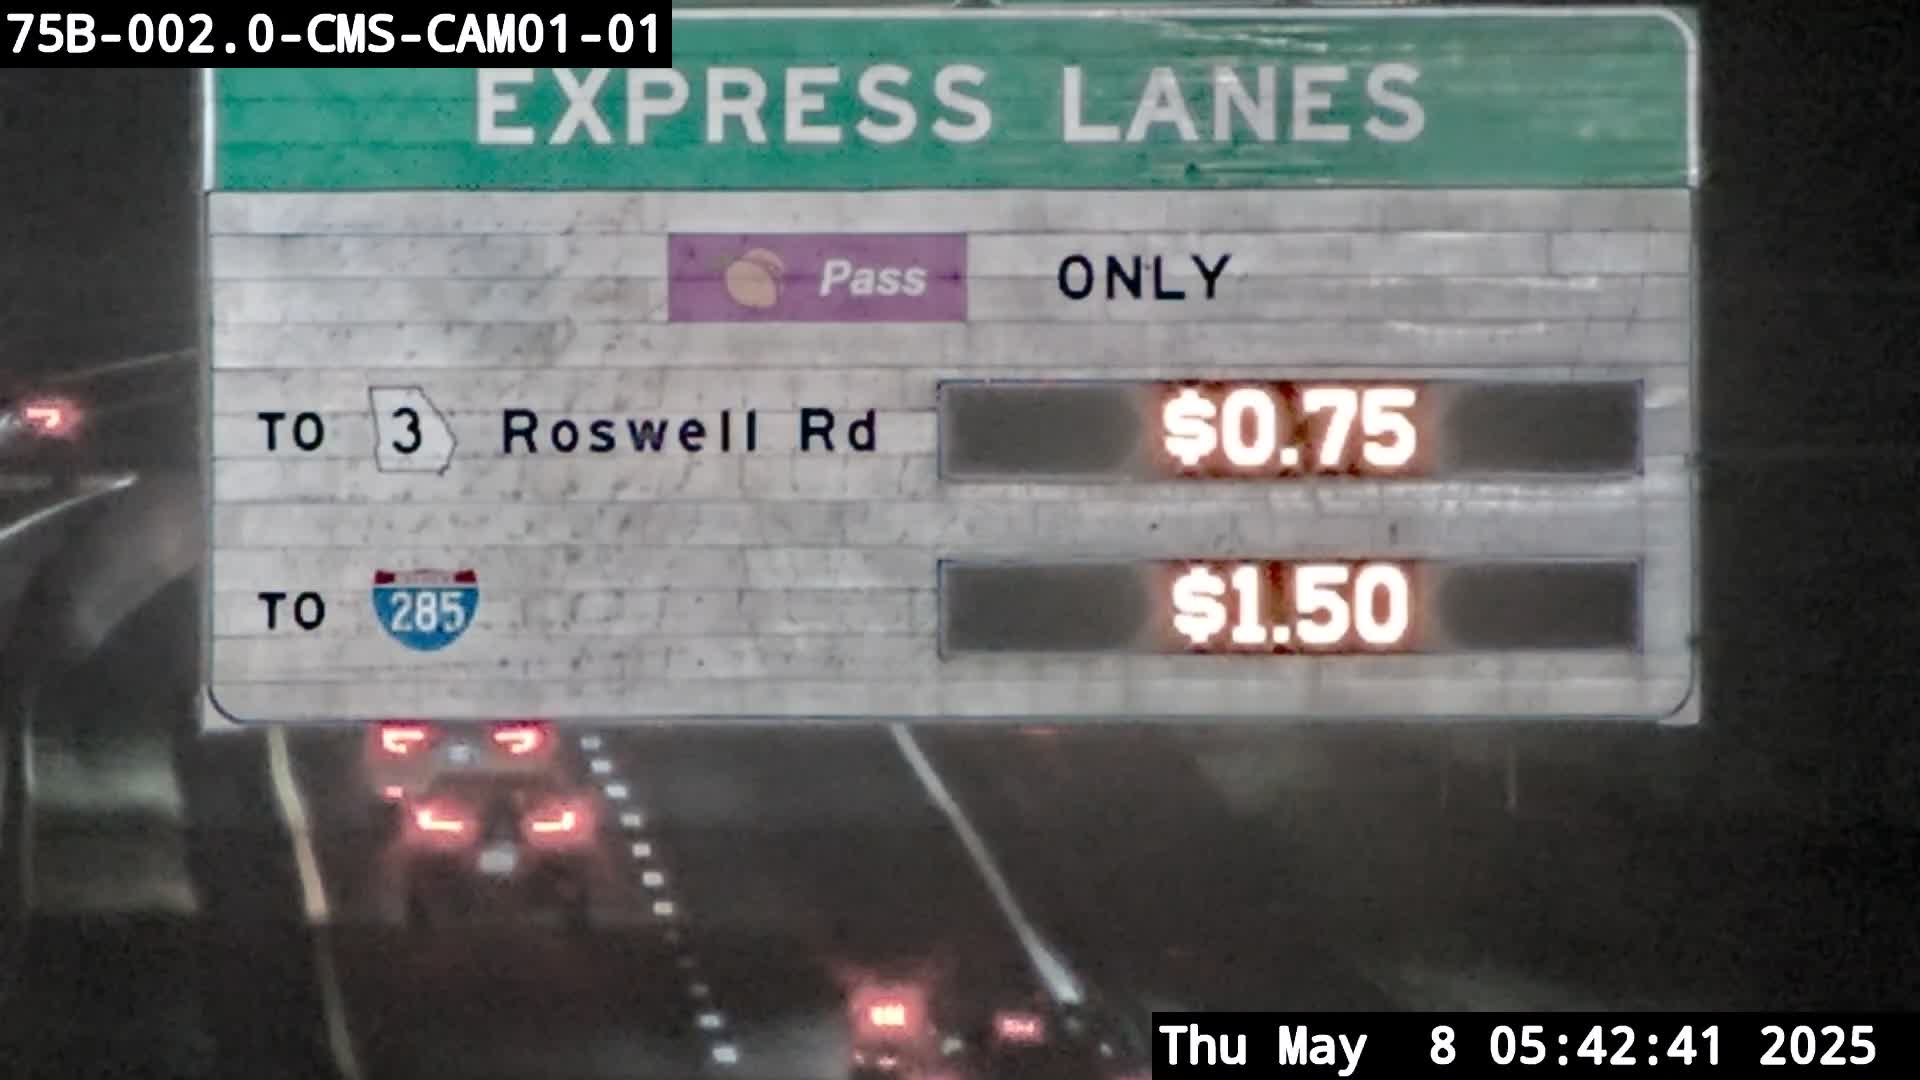 75B-002.0-CMS-CAM01-01
EXPRESS LANES
Pass ONLY
TO 3 Roswell Rd $0.75
TO 285 $1.50
Thu May 8 05:42:41 2025